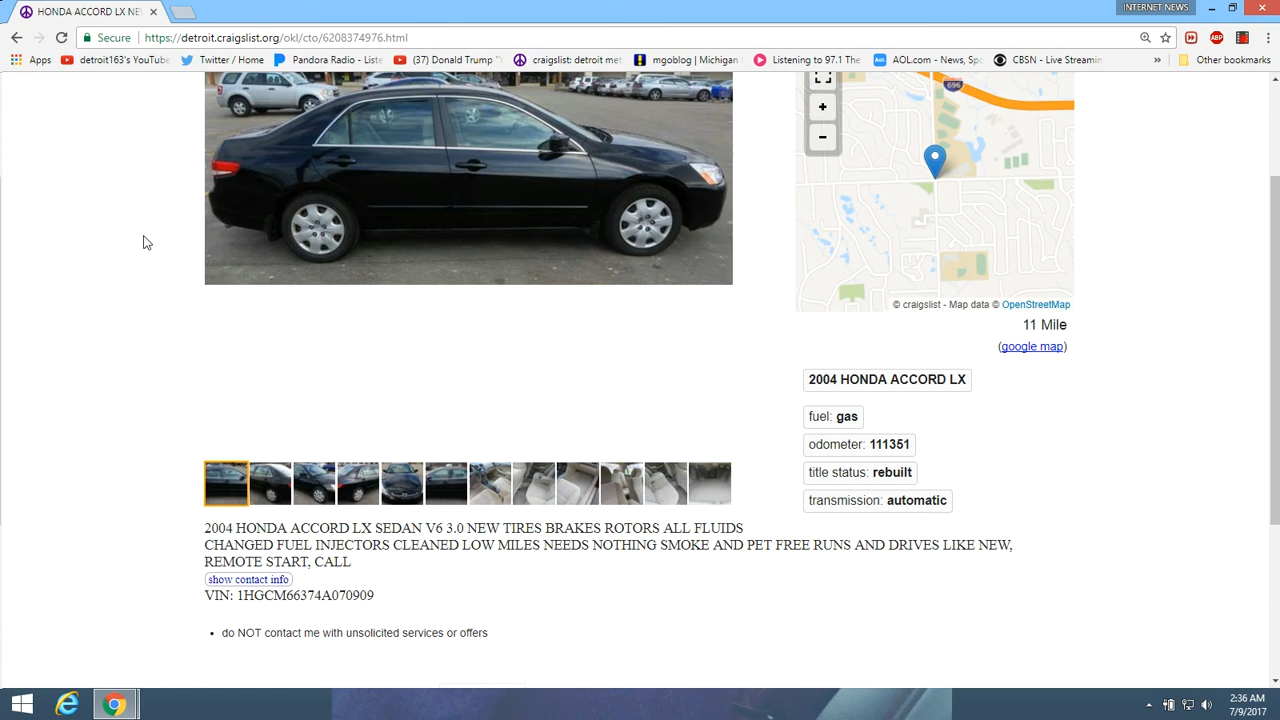 HONDA ACCORD LX NE
INTERNET NEWS
Secure
https://detroit.craigslist.org/okl/cto/6208374976.html
ABP
Apps
detroit163's YouTube
Twitter / Home
Pandora Radio - Liste
(37) Donald Trump "
craigslist: detroit met
mgoblog | Michigan
Listening to 97.1 The
AOL.com - News, Sp
CBSN - Live Streamin
»
Other bookmarks
696
+
−
© craigslist - Map data © OpenStreetMap
11 Mile
(google map)
2004 HONDA ACCORD LX
fuel: gas
odometer: 111351
title status: rebuilt
transmission: automatic
2004 HONDA ACCORD LX SEDAN V6 3.0 NEW TIRES BRAKES ROTORS ALL FLUIDS
CHANGED FUEL INJECTORS CLEANED LOW MILES NEEDS NOTHING SMOKE AND PET FREE RUNS AND DRIVES LIKE NEW,
REMOTE START, CALL
show contact info
VIN: 1HGCM66374A070909
• do NOT contact me with unsolicited services or offers
2:36 AM
7/9/2017